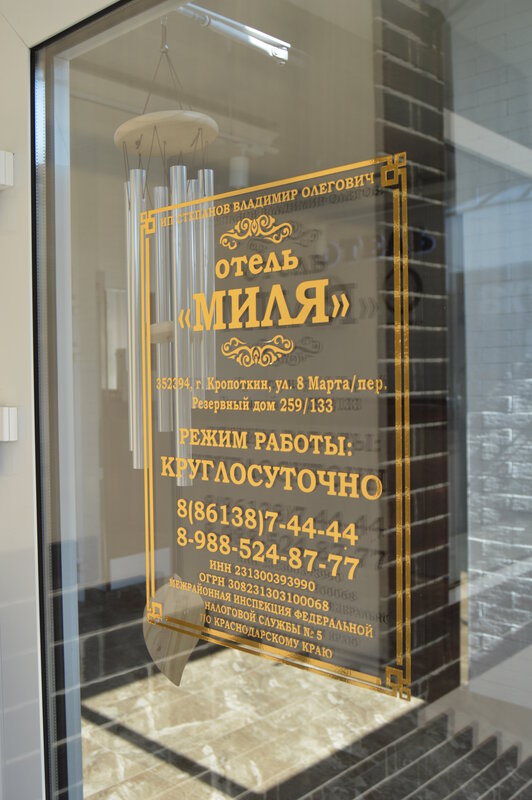 ИП СТЕПАНОВ ВЛАДИМИР ОЛЕГОВИЧ
отель
«МИЛЯ»
352394, г. Кропоткин, ул. 8 Марта/пер.
Резервный дом 259/133
РЕЖИМ РАБОТЫ:
КРУГЛОСУТОЧНО
8(86138)7-44-44
8-988-524-87-77
ИНН 231300393990
ОГРН 308231303100068
МЕЖРАЙОННАЯ ИНСПЕКЦИЯ ФЕДЕРАЛЬНОЙ
НАЛОГОВОЙ СЛУЖБЫ № 5
ПО КРАСНОДАРСКОМУ КРАЮ